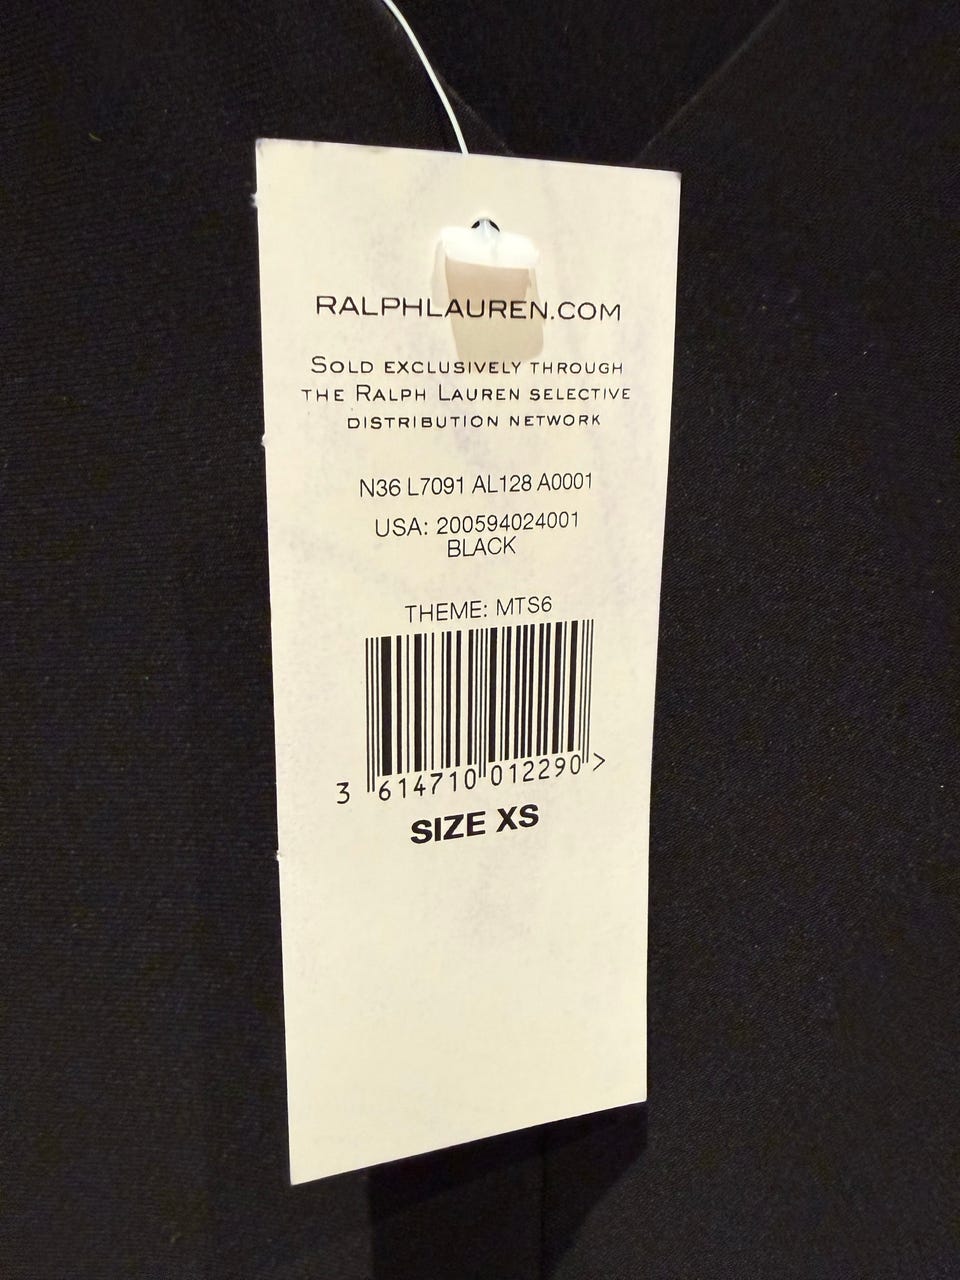 RALPHLAUREN.COM
SOLD EXCLUSIVELY THROUGH
THE RALPH LAUREN SELECTIVE
DISTRIBUTION NETWORK
N36 L7091 AL128 A0001
USA: 200594024001
BLACK
THEME: MTS6
3 614710 012290 >
SIZE XS